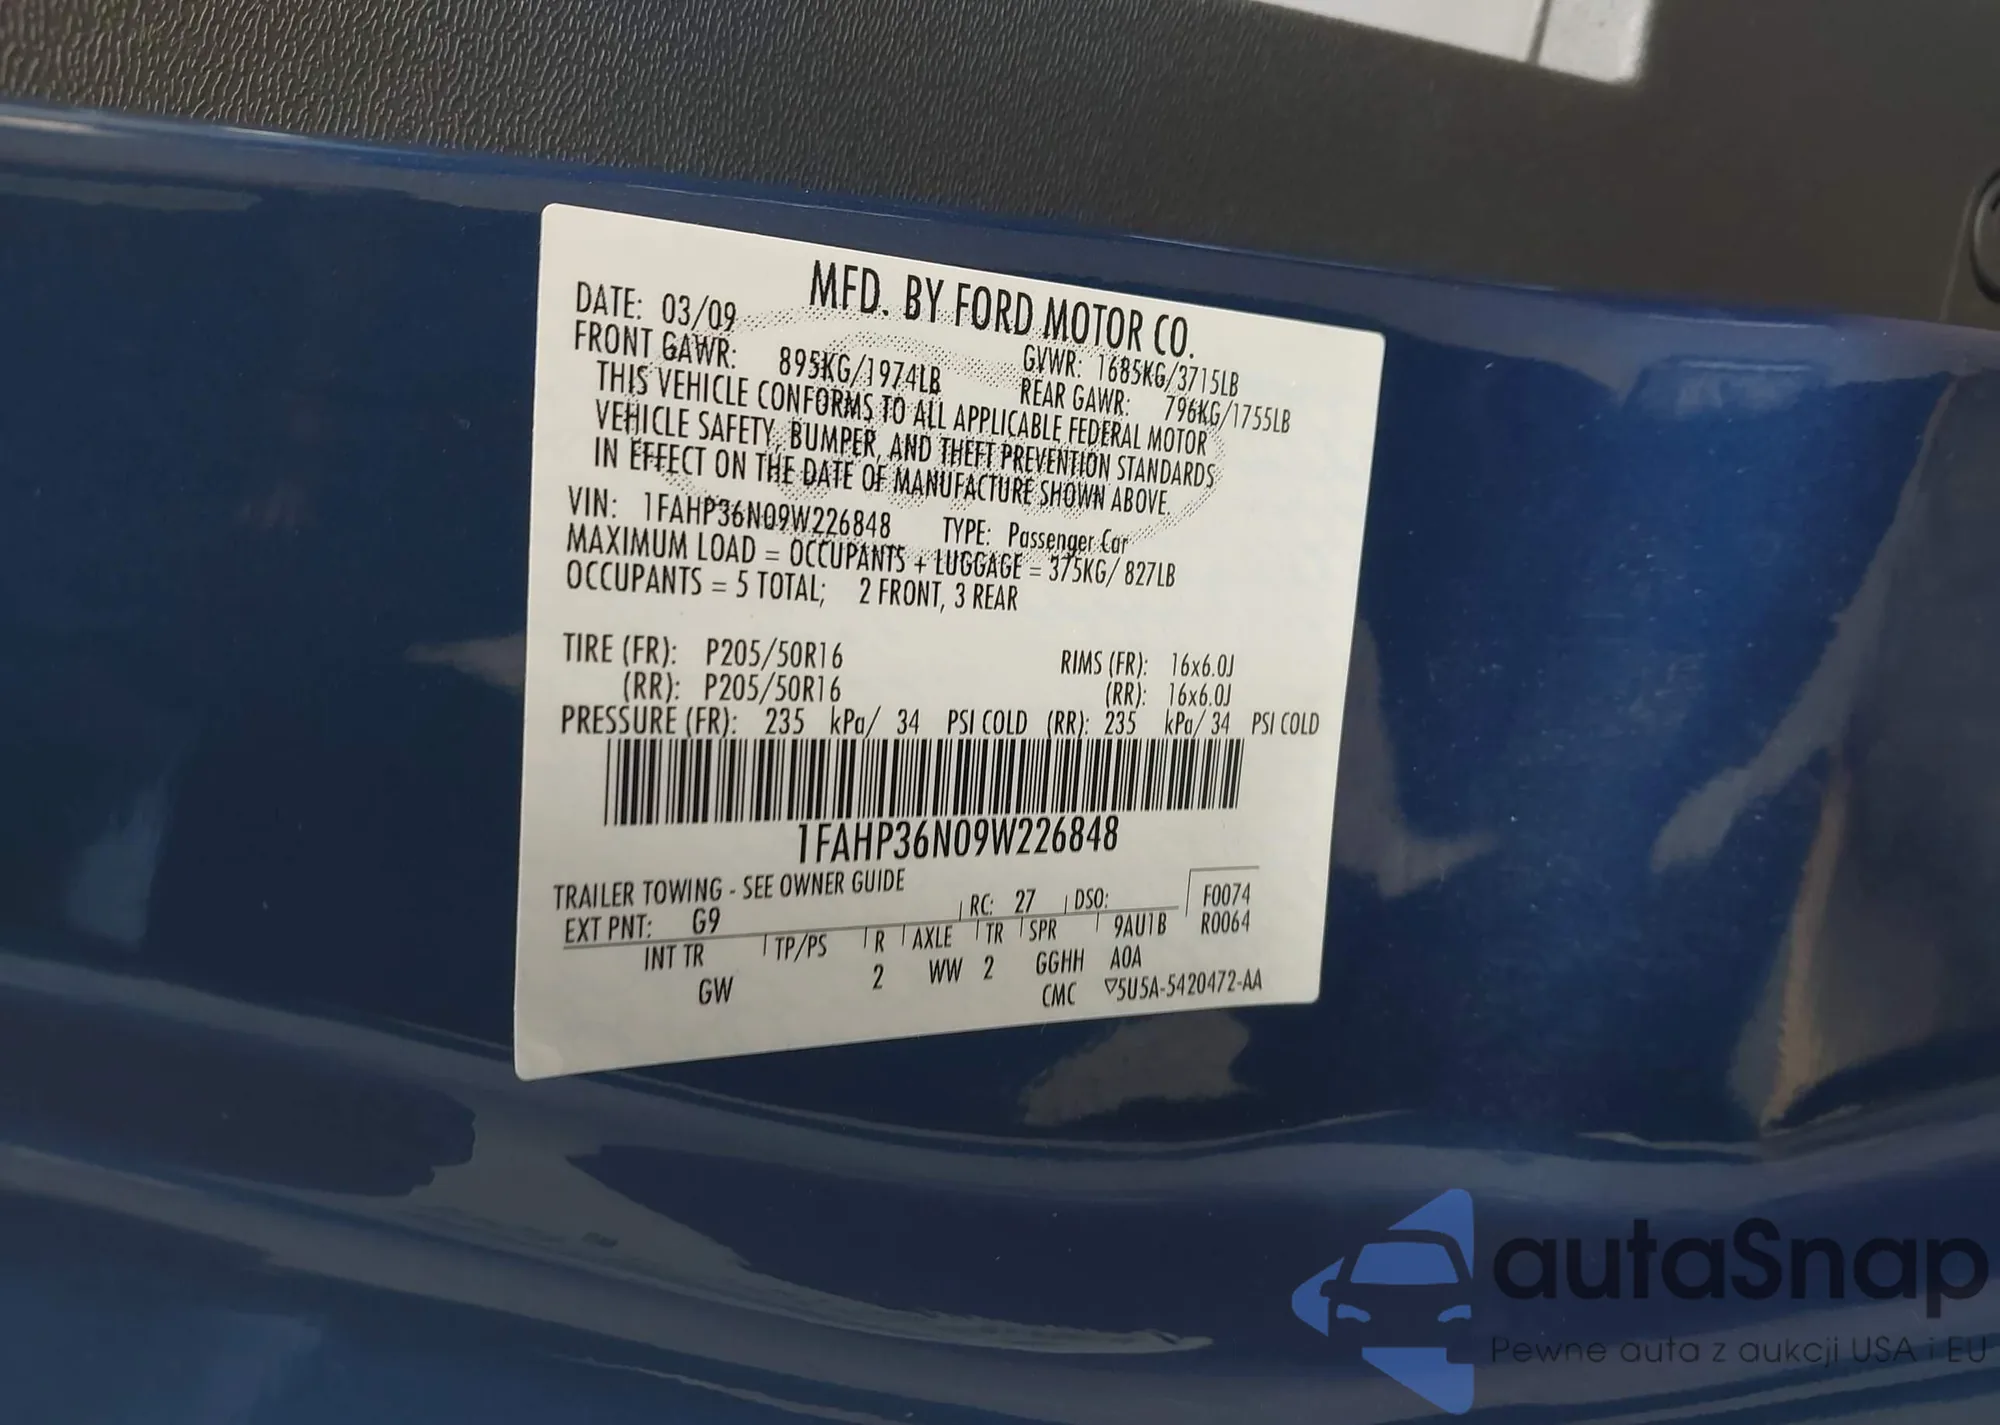 MFD. BY FORD MOTOR CO.
DATE: 03/09 GVWR: 1685KG/3715LB
FRONT GAWR: 895KG/1974LB REAR GAWR: 796KG/1755LB
THIS VEHICLE CONFORMS TO ALL APPLICABLE FEDERAL MOTOR
VEHICLE SAFETY, BUMPER, AND THEFT PREVENTION STANDARDS
IN EFFECT ON THE DATE OF MANUFACTURE SHOWN ABOVE.
VIN: 1FAHP36N09W226848 TYPE: Passenger Car
MAXIMUM LOAD = OCCUPANTS + LUGGAGE = 375KG/ 827LB
OCCUPANTS = 5 TOTAL; 2 FRONT, 3 REAR
TIRE (FR): P205/50R16 RIMS (FR): 16x6.0J
(RR): P205/50R16 (RR): 16x6.0J
PRESSURE (FR): 235 kPa/ 34 PSI COLD (RR): 235 kPa/ 34 PSI COLD
1FAHP36N09W226848
TRAILER TOWING - SEE OWNER GUIDE
EXT PNT: G9 RC: 27 DSO: F0074
INT TR TP/PS R AXLE TR SPR 9AU1B R0064
GW 2 WW 2 GGHH A0A
CMC ▽5U5A-5420472-AA
autaSnap
Pewne auta z aukcji USA i EU